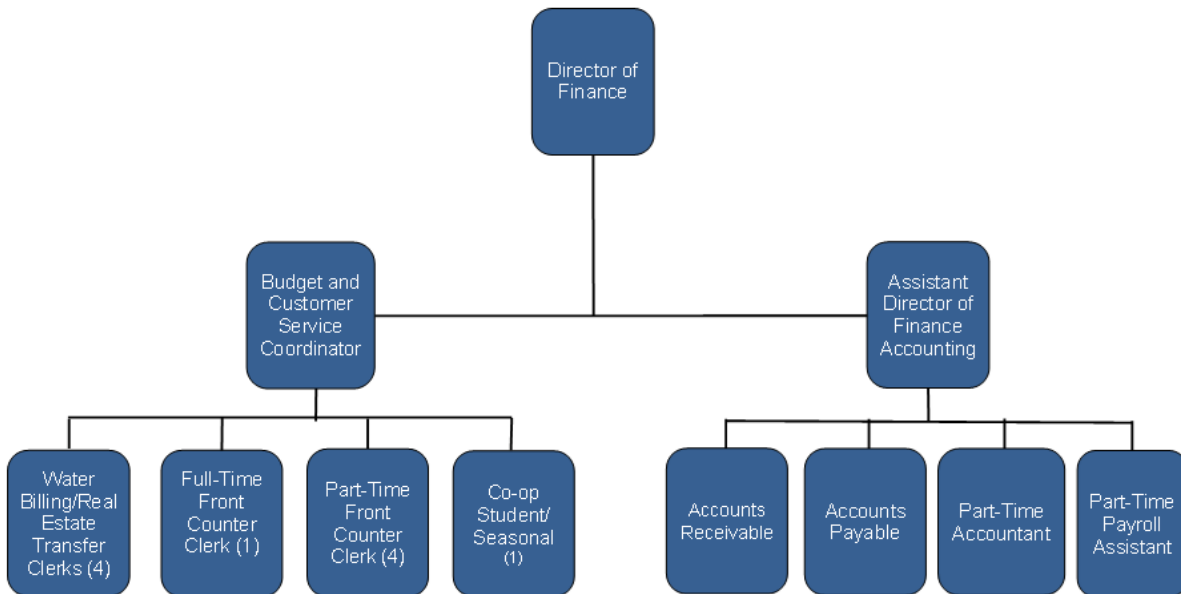 Director of
Finance
Budget and
Customer
Service
Coordinator
Assistant
Director of
Finance
Accounting
Water
Billing/Real
Estate
Transfer
Clerks (4)
Full-Time
Front
Counter
Clerk (1)
Part-Time
Front
Counter
Clerk (4)
Co-op
Student/
Seasonal
(1)
Accounts
Receivable
Accounts
Payable
Part-Time
Accountant
Part-Time
Payroll
Assistant